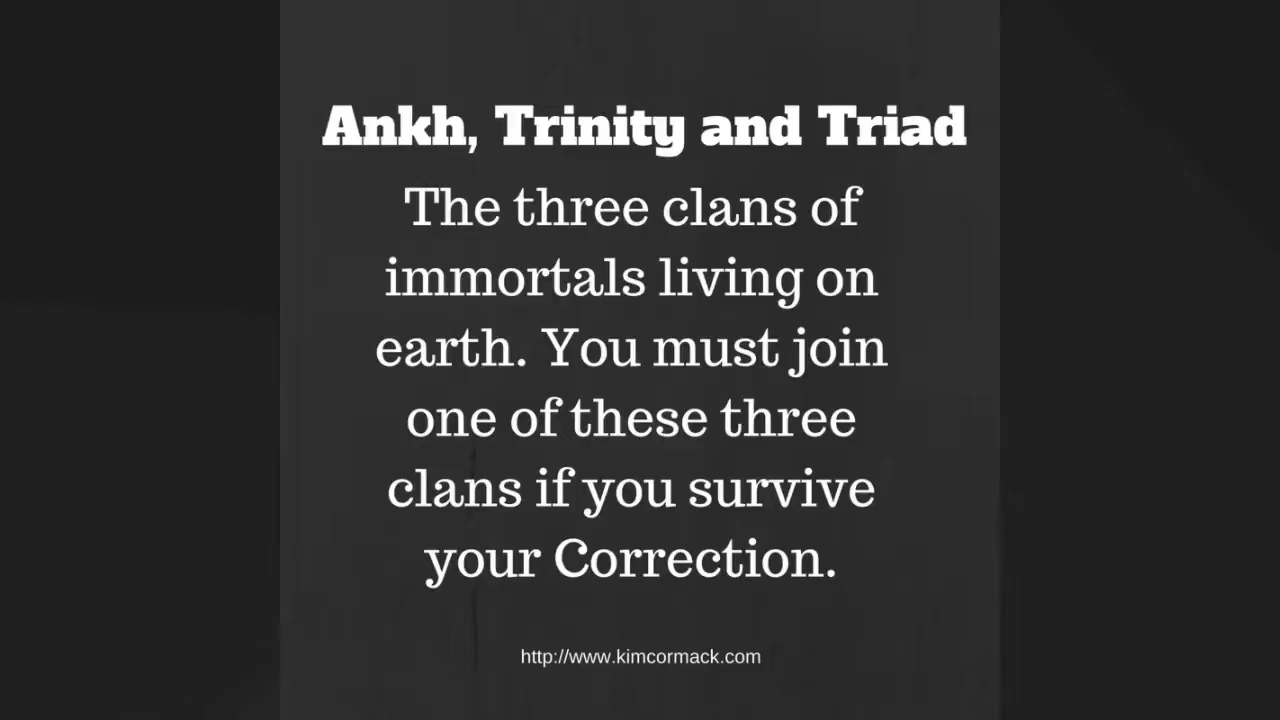 Ankh, Trinity and Triad
The three clans of
immortals living on
earth. You must join
one of these three
clans if you survive
your Correction.
http://www.kimcormack.com